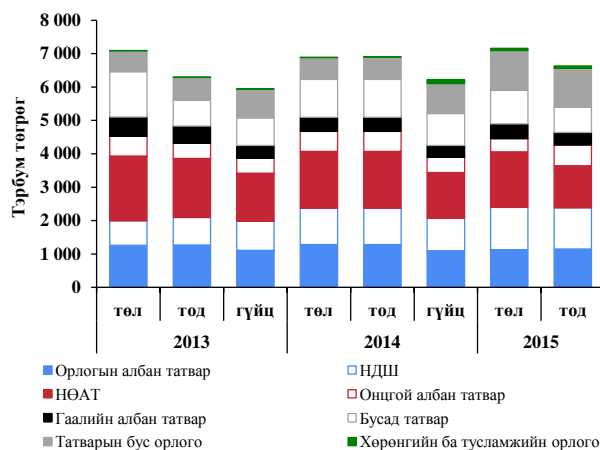 Тэрбум төгрөг
8 000
7 000
6 000
5 000
4 000
3 000
2 000
1 000
0
төл тод гүйц төл тод гүйц төл тод
2013 2014 2015
Орлогын албан татвар НДШ
НӨАТ Онцгой албан татвар
Гаалийн албан татвар Бусад татвар
Татварын бус орлого Хөрөнгийн ба тусламжийн орлого